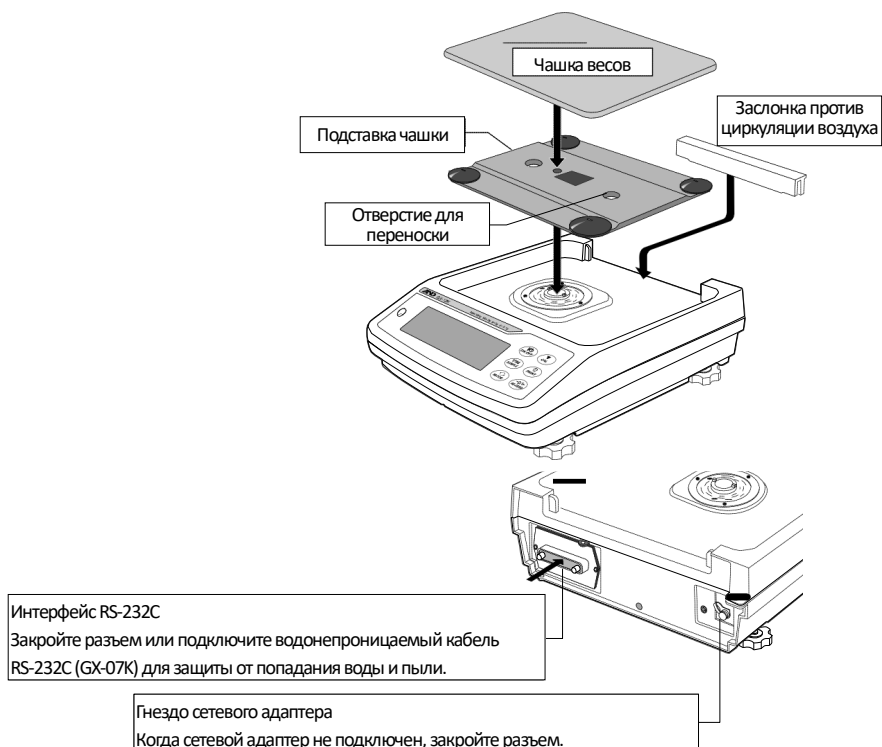 Чашка весов
Заслонка против
циркуляции воздуха
Подставка чашки
Отверстие для
переноски
AND
Интерфейс RS-232C
Закройте разъем или подключите водонепроницаемый кабель
RS-232C (GX-07K) для защиты от попадания воды и пыли.
Гнездо сетевого адаптера
Когда сетевой адаптер не подключен, закройте разъем.